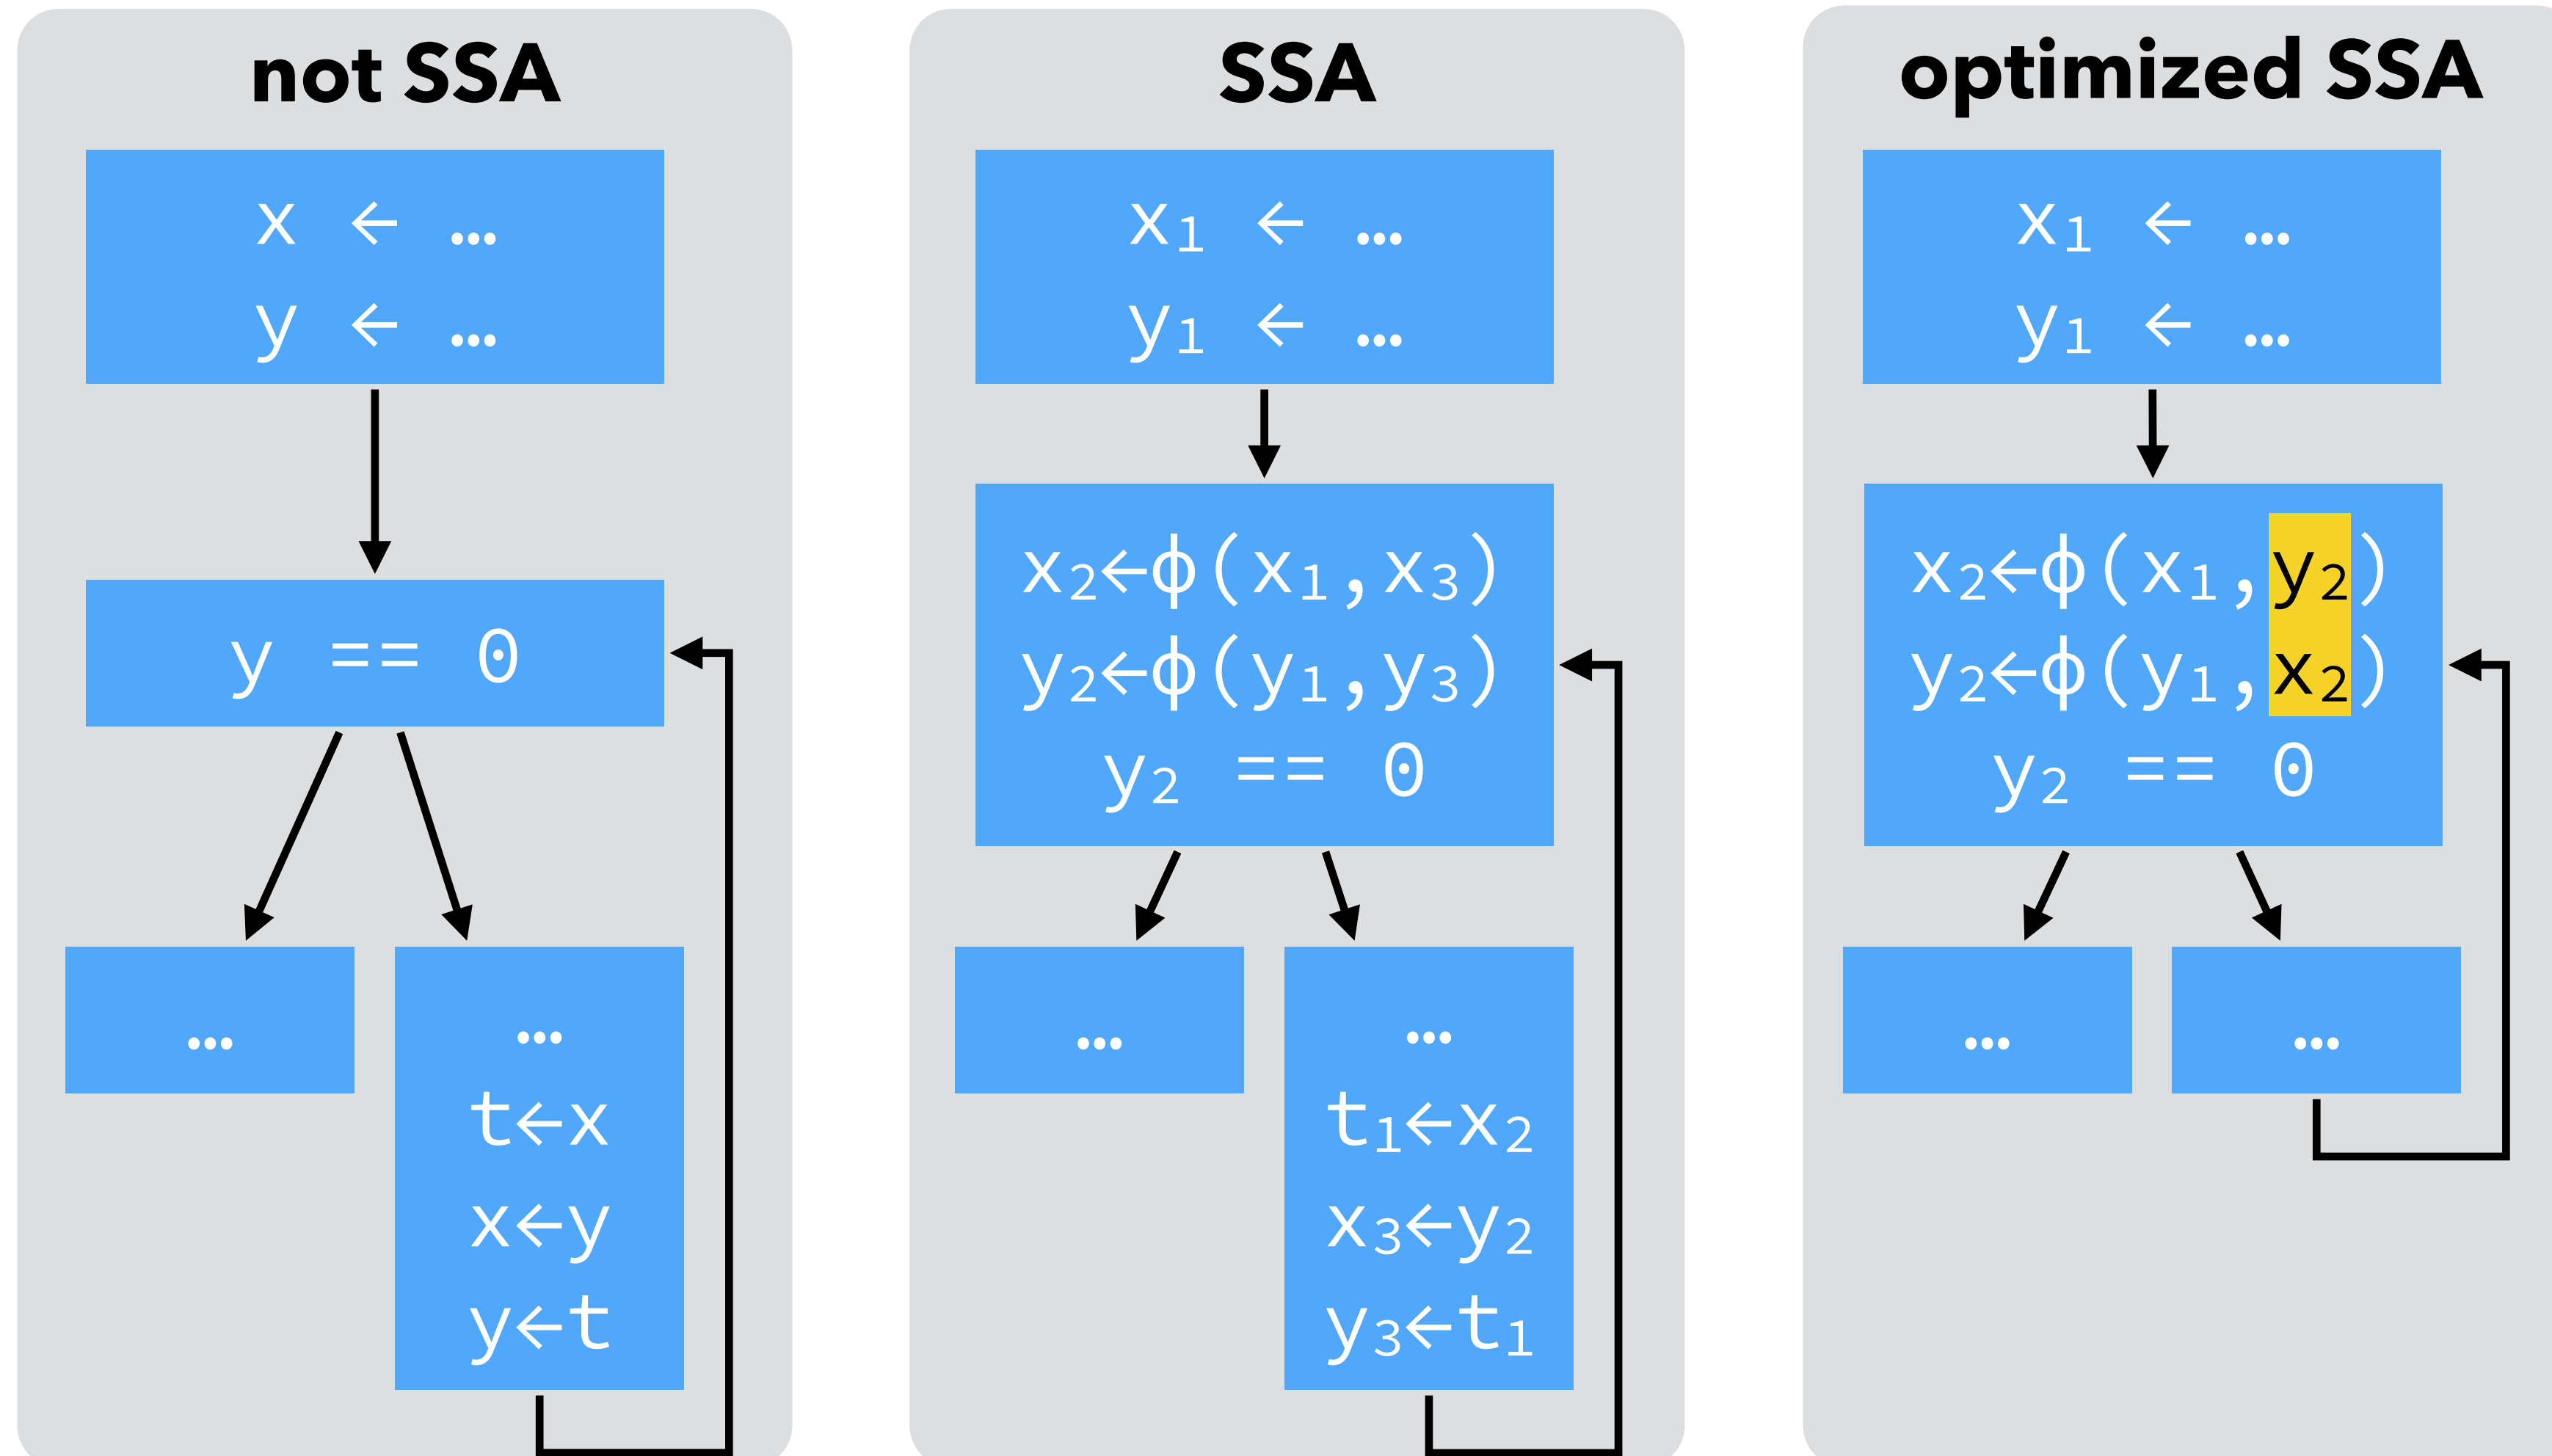 not SSA
x ← …
y ← …
y == 0
…
…
t←x
x←y
y←t
SSA
x₁ ← …
y₁ ← …
x₂←ϕ(x₁,x₃)
y₂←ϕ(y₁,y₃)
y₂ == 0
…
…
t₁←x₂
x₃←y₂
y₃←t₁
optimized SSA
x₁ ← …
y₁ ← …
x₂←ϕ(x₁,y₂)
y₂←ϕ(y₁,x₂)
y₂ == 0
…
…